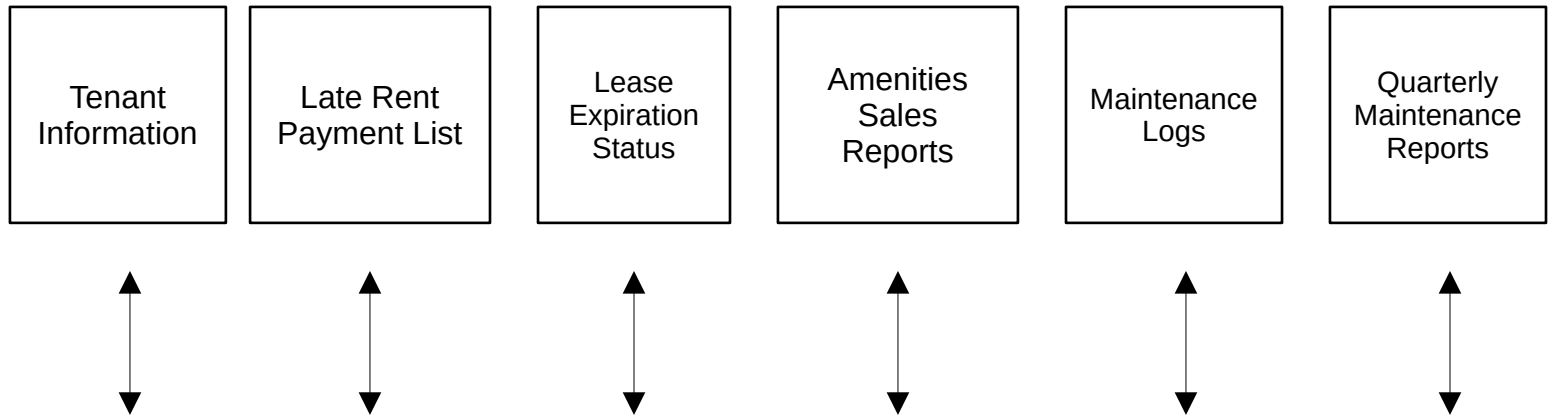 Tenant
Information
Late Rent
Payment List
Lease
Expiration
Status
Amenities
Sales
Reports
Maintenance
Logs
Quarterly
Maintenance
Reports